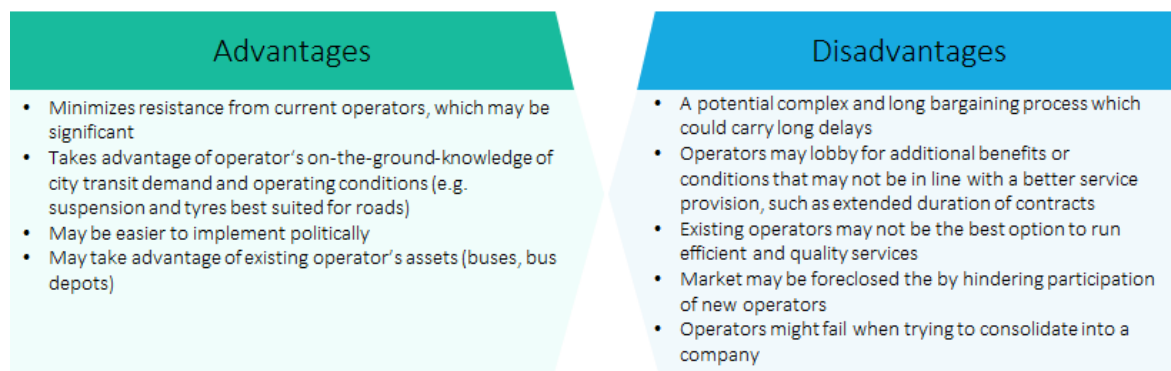 Advantages
• Minimizes resistance from current operators, which may be
significant
• Takes advantage of operator's on-the-ground-knowledge of
city transit demand and operating conditions (e.g.
suspension and tyres best suited for roads)
• May be easier to implement politically
• May take advantage of existing operator's assets (buses, bus
depots)
Disadvantages
• A potential complex and long bargaining process which
could carry long delays
• Operators may lobby for additional benefits or
conditions that may not be in line with a better service
provision, such as extended duration of contracts
• Existing operators may not be the best option to run
efficient and quality services
• Market may be foreclosed the by hindering participation
of new operators
• Operators might fail when trying to consolidate into a
company